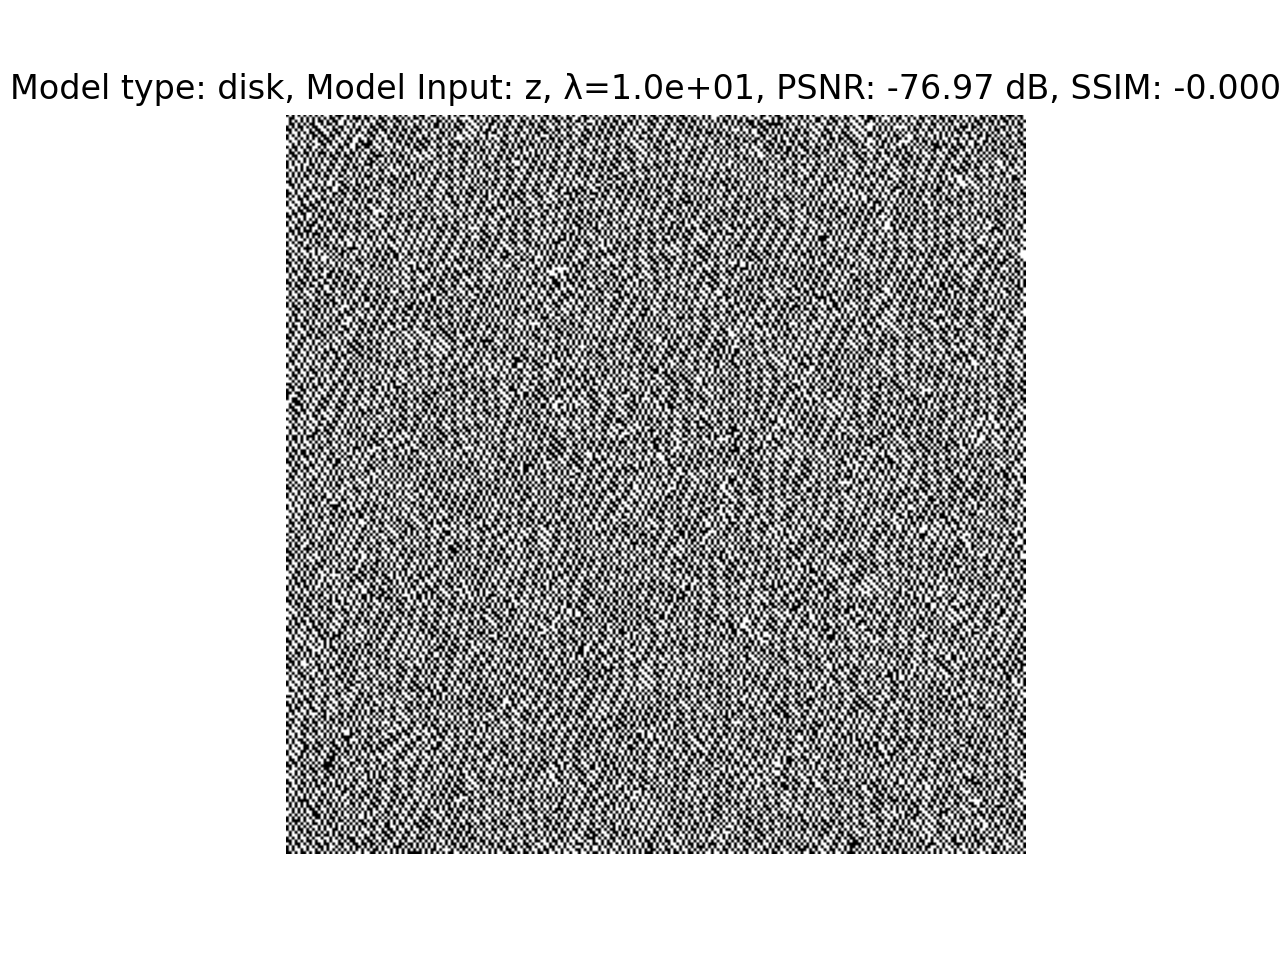 Model type: disk, Model Input: z, λ=1.0e+01, PSNR: -76.97 dB, SSIM: -0.000